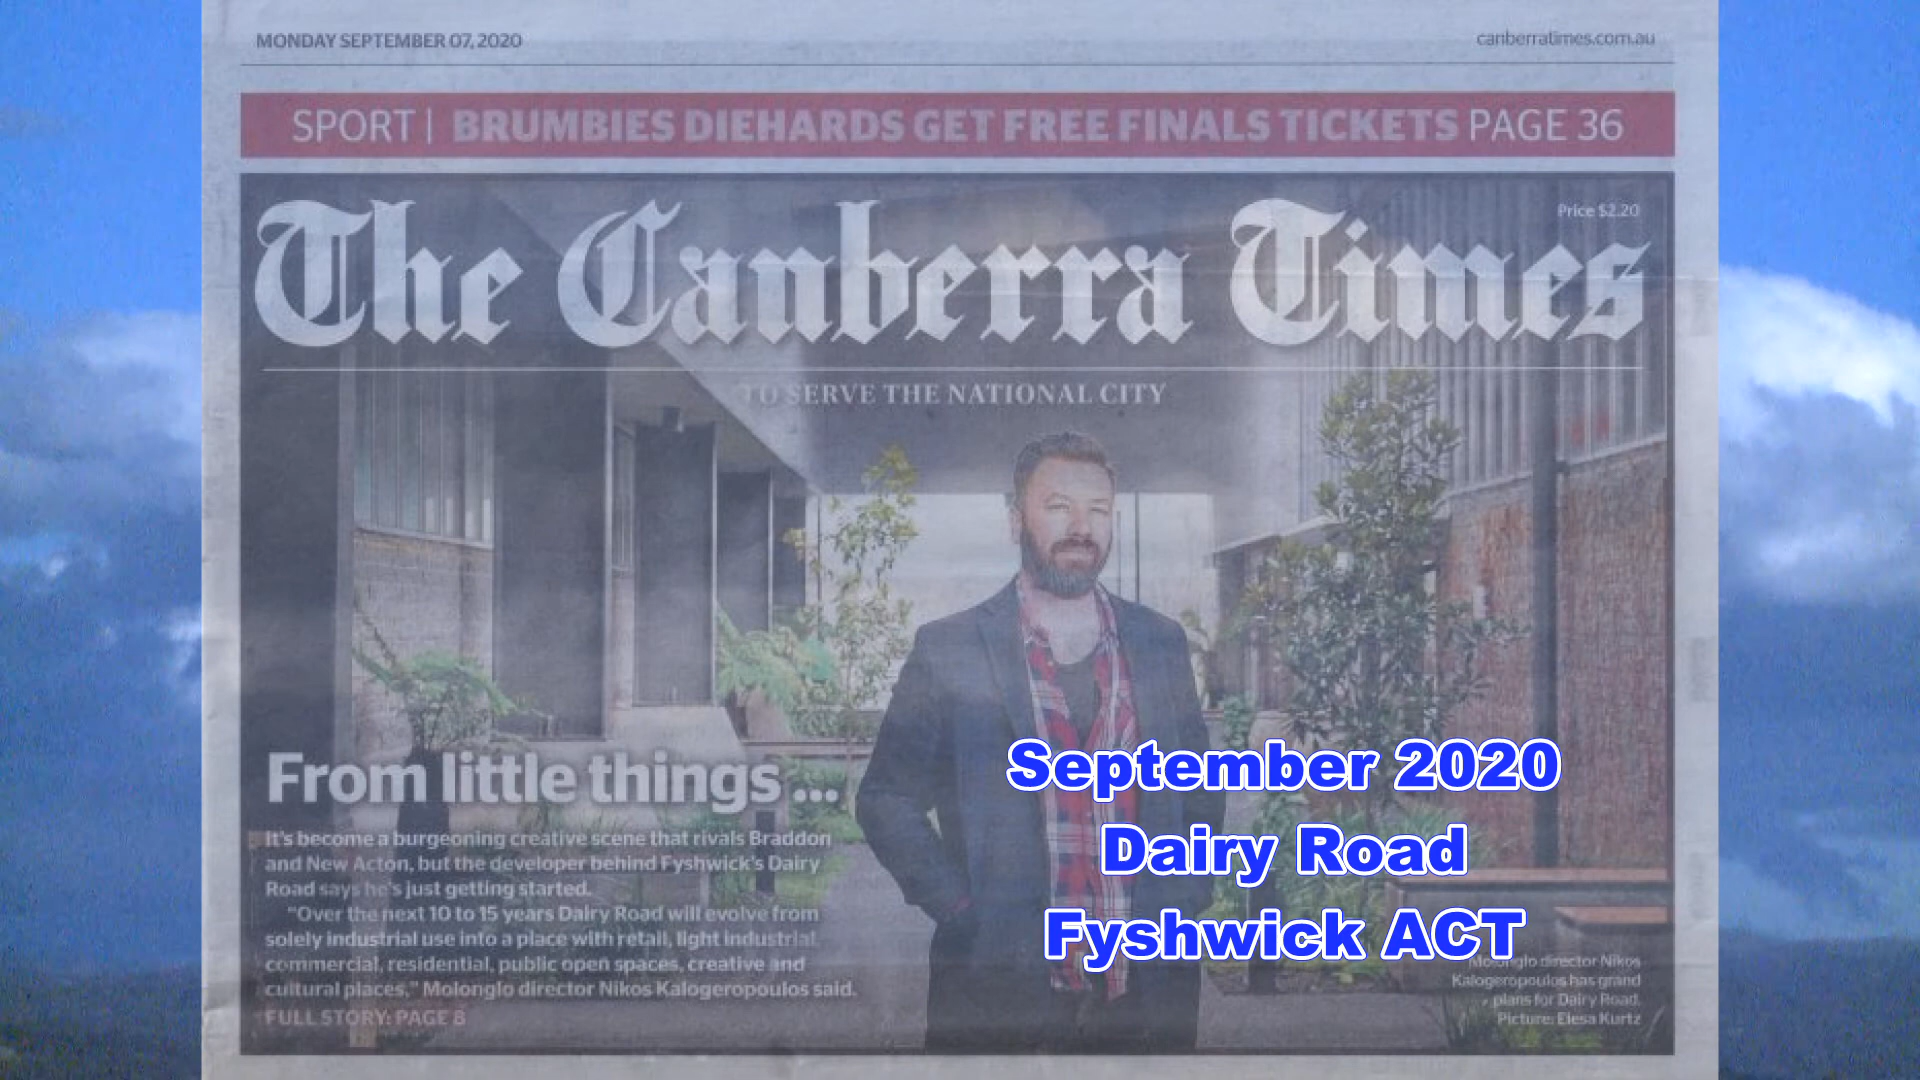 MONDAY SEPTEMBER 07, 2020
canberratimes.com.au
SPORT | BRUMBIES DIEHARDS GET FREE FINALS TICKETS PAGE 36
Price $2.20
The Canberra Times
TO SERVE THE NATIONAL CITY
From little things ...
It's become a burgeoning creative scene that rivals Braddon
and New Acton, but the developer behind Fyshwick's Dairy
Road says he's just getting started.
"Over the next 10 to 15 years Dairy Road will evolve from
solely industrial use into a place with retail, light industrial,
commercial, residential, public open spaces, creative and
cultural places," Molonglo director Nikos Kalogeropoulos said.
FULL STORY: PAGE 8
September 2020
Dairy Road
Fyshwick ACT
Molonglo director Nikos
Kalogeropoulos has grand
plans for Dairy Road.
Picture: Elesa Kurtz